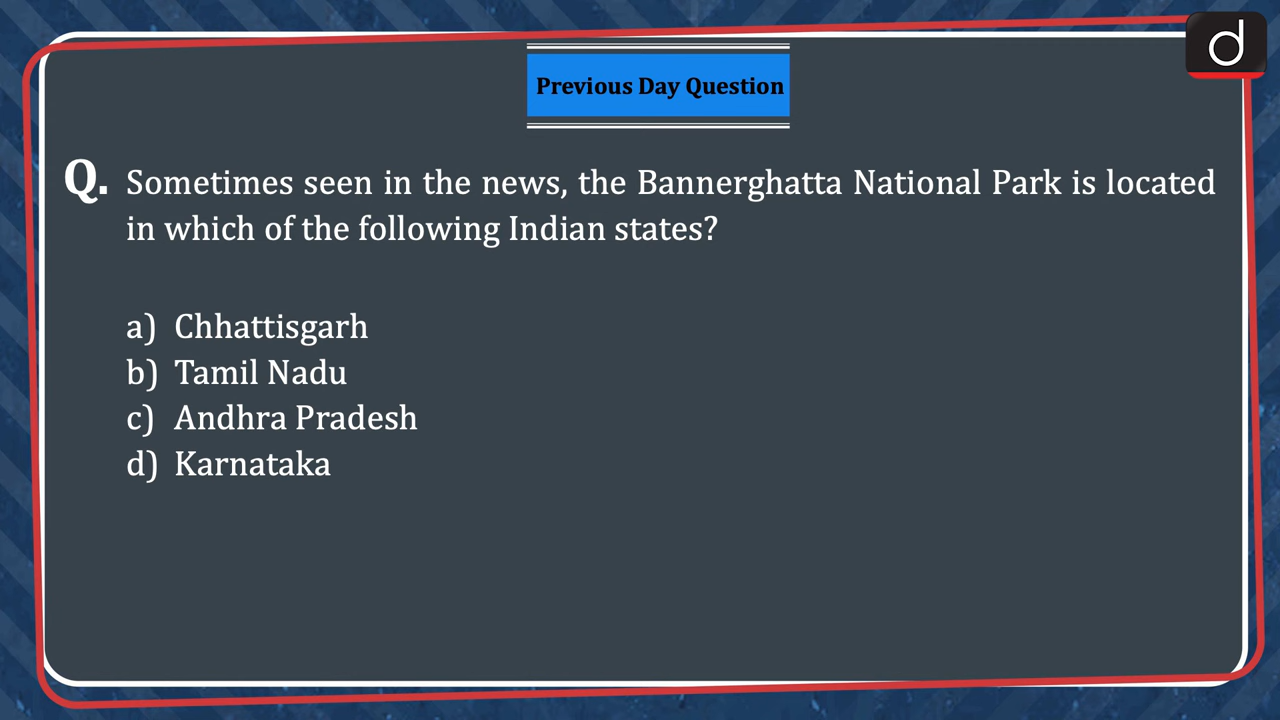 d
Previous Day Question
Q. Sometimes seen in the news, the Bannerghatta National Park is located
in which of the following Indian states?
a) Chhattisgarh
b) Tamil Nadu
c) Andhra Pradesh
d) Karnataka